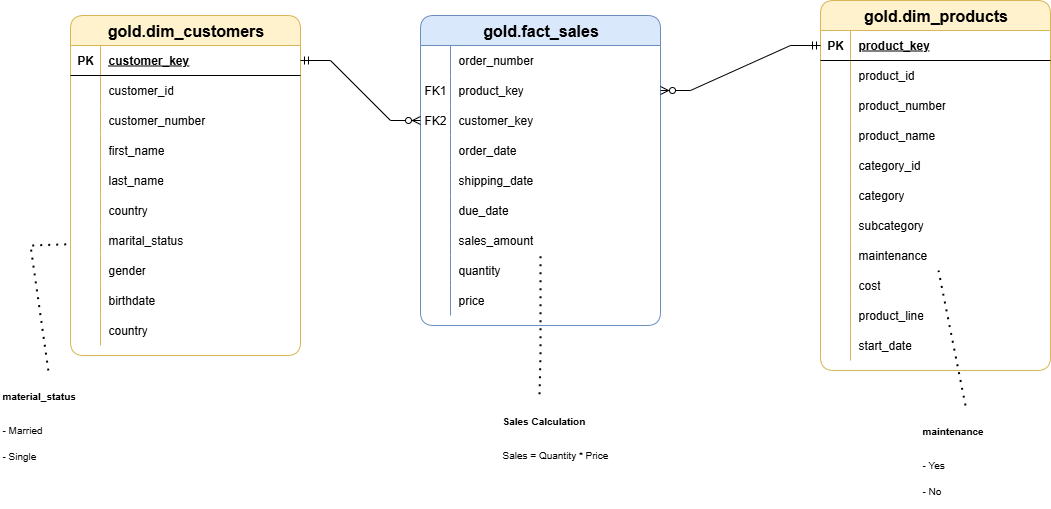 gold.dim_customers
PK customer_key
customer_id
customer_number
first_name
last_name
country
marital_status
gender
birthdate
country
material_status
- Married
- Single
gold.fact_sales
order_number
FK1 product_key
FK2 customer_key
order_date
shipping_date
due_date
sales_amount
quantity
price
Sales Calculation
Sales = Quantity * Price
gold.dim_products
PK product_key
product_id
product_number
product_name
category_id
category
subcategory
maintenance
cost
product_line
start_date
maintenance
- Yes
- No